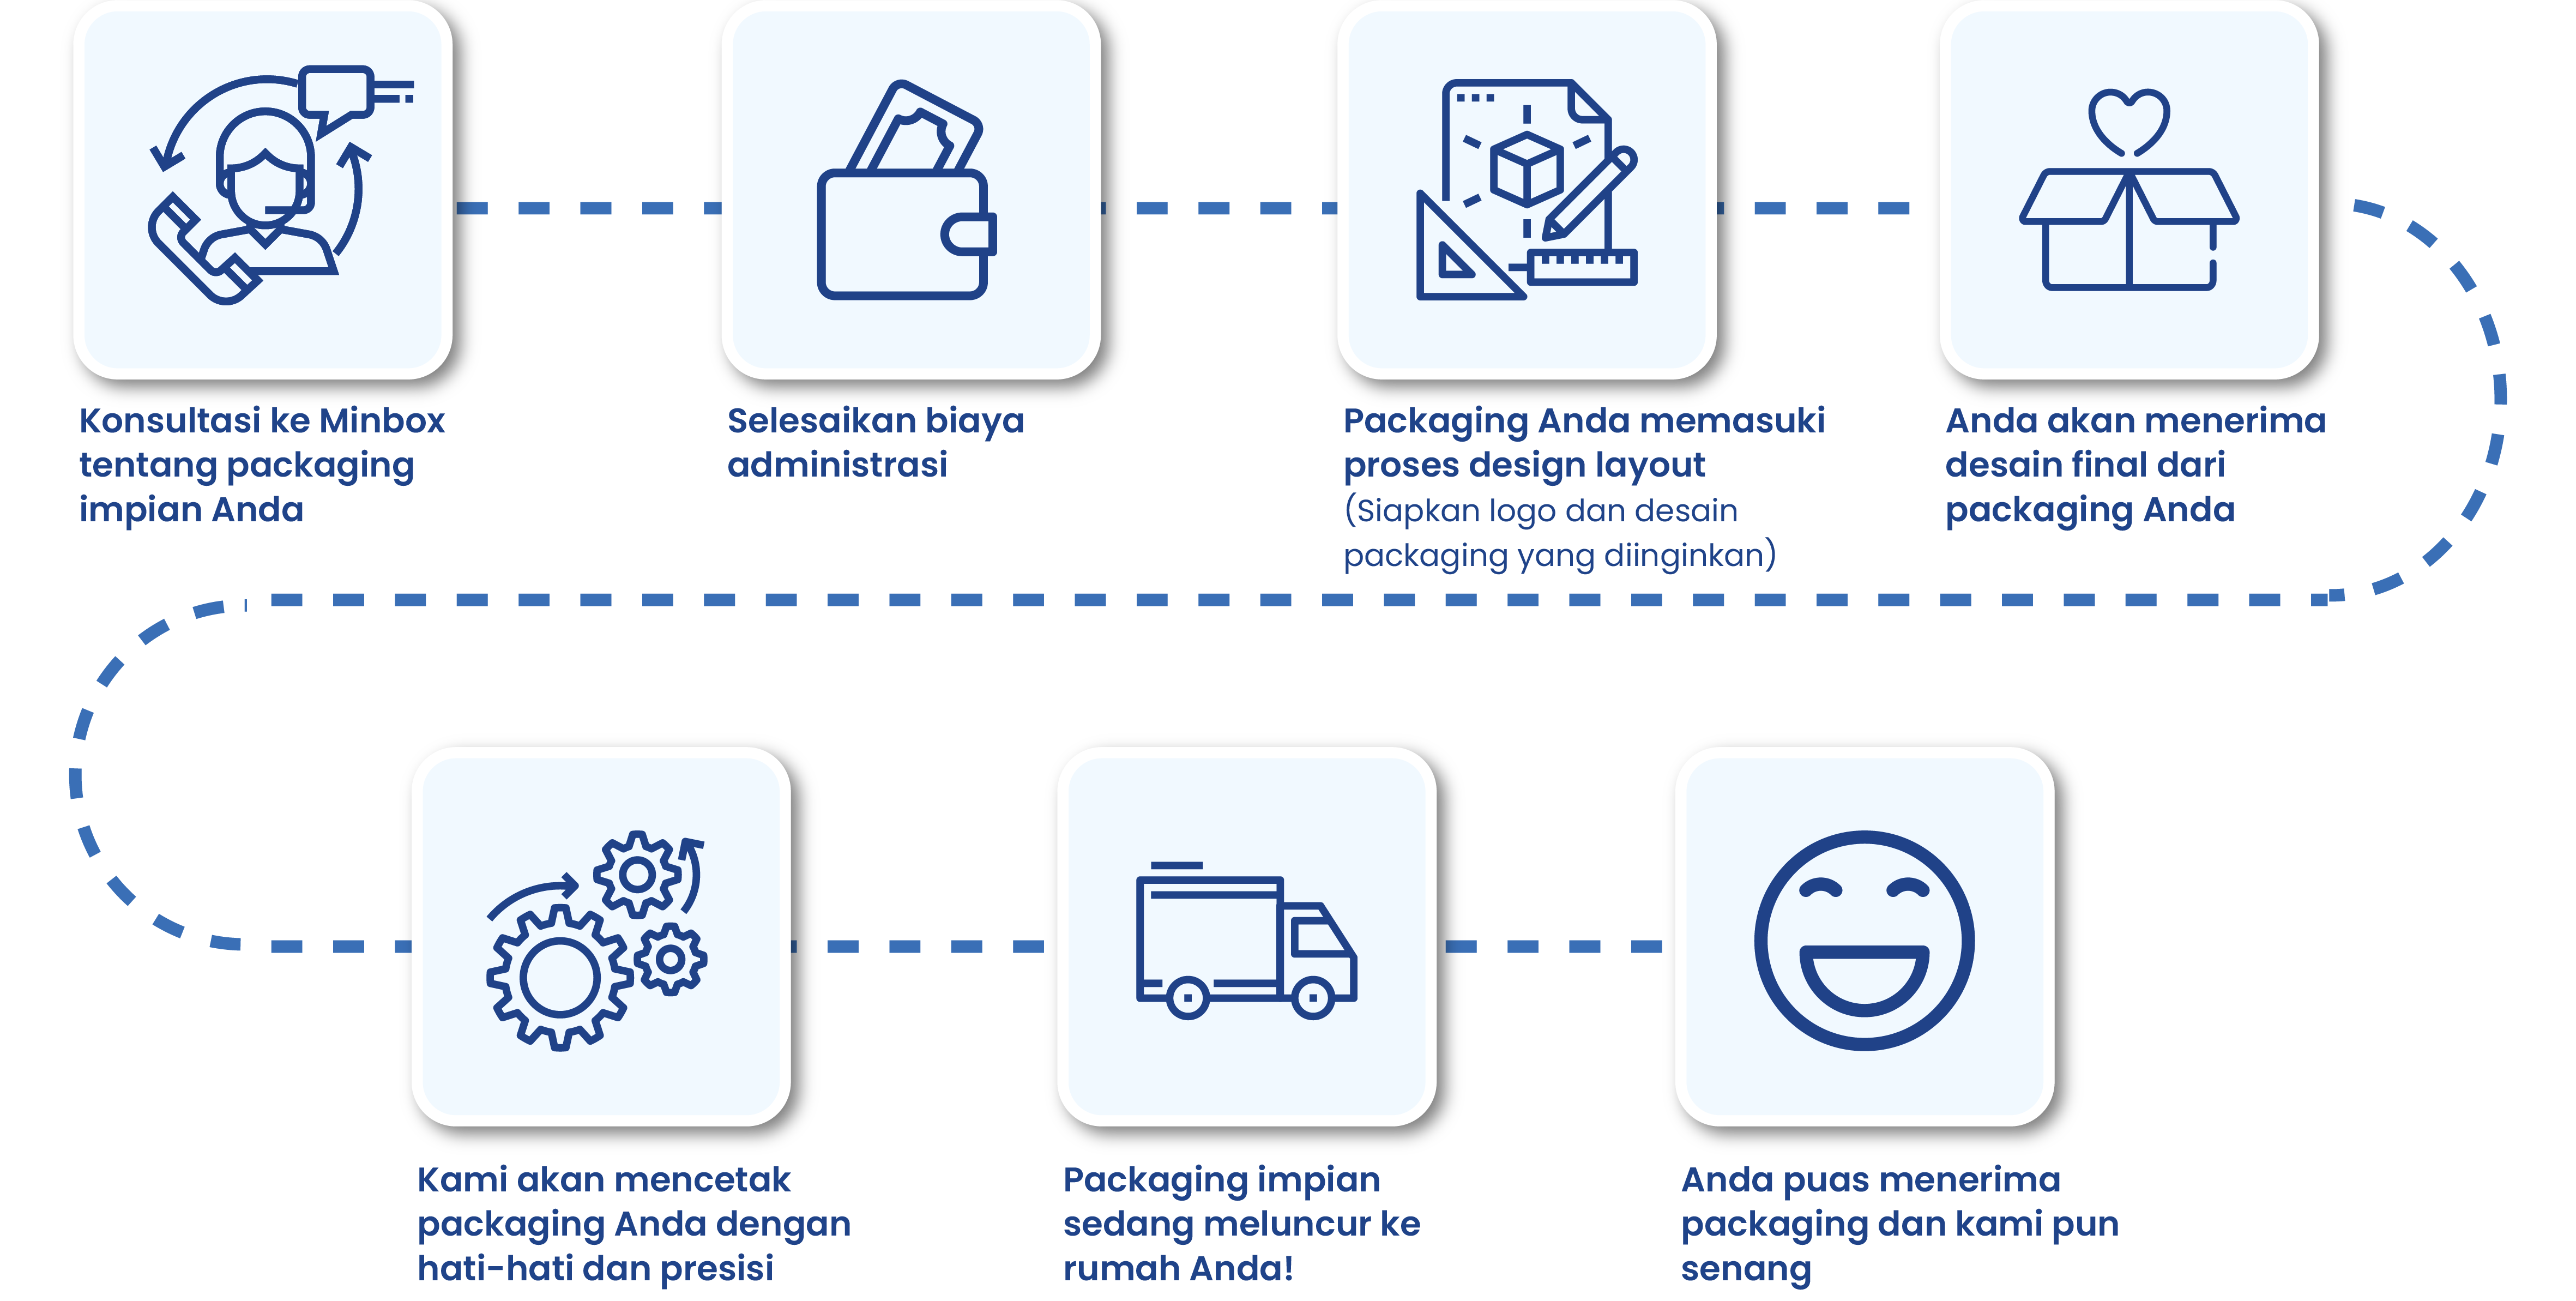 Konsultasi ke Minbox
tentang packaging
impian Anda
Selesaikan biaya
administrasi
Packaging Anda memasuki
proses design layout
(Siapkan logo dan desain
packaging yang diinginkan)
Anda akan menerima
desain final dari
packaging Anda
Kami akan mencetak
packaging Anda dengan
hati-hati dan presisi
Packaging impian
sedang meluncur ke
rumah Anda!
Anda puas menerima
packaging dan kami pun
senang